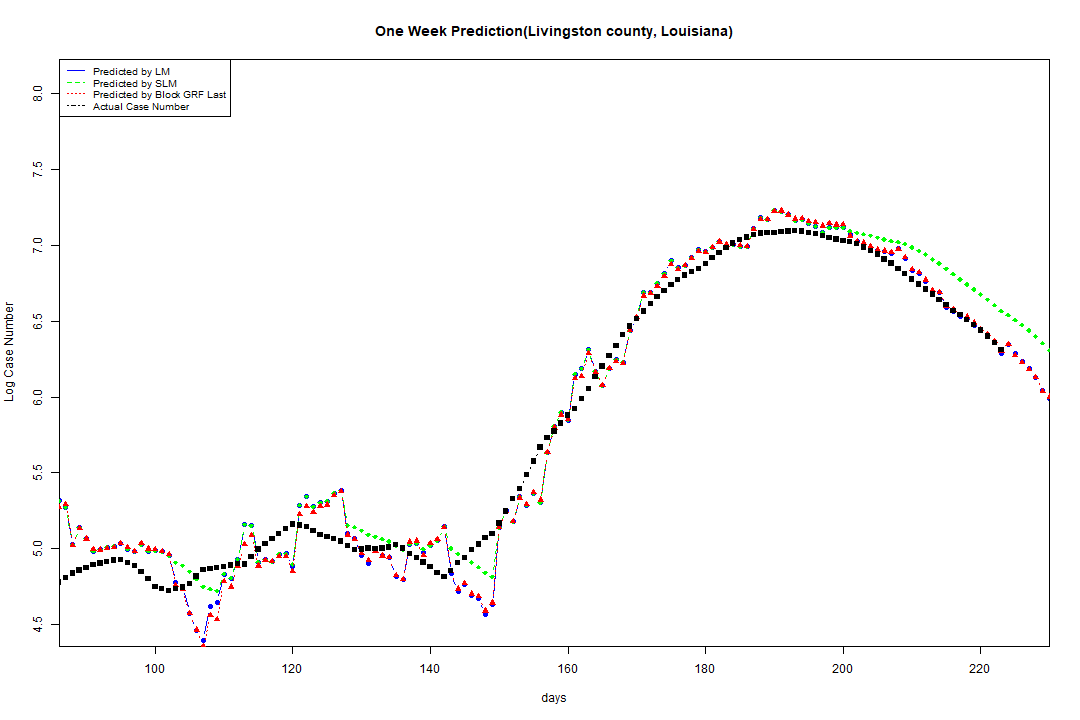 One Week Prediction(Livingston county, Louisiana)
Predicted by LM
Predicted by SLM
Predicted by Block GRF Last
Actual Case Number
8.0
7.5
7.0
6.5
6.0
5.5
5.0
4.5
Log Case Number
100 120 140 160 180 200 220
days